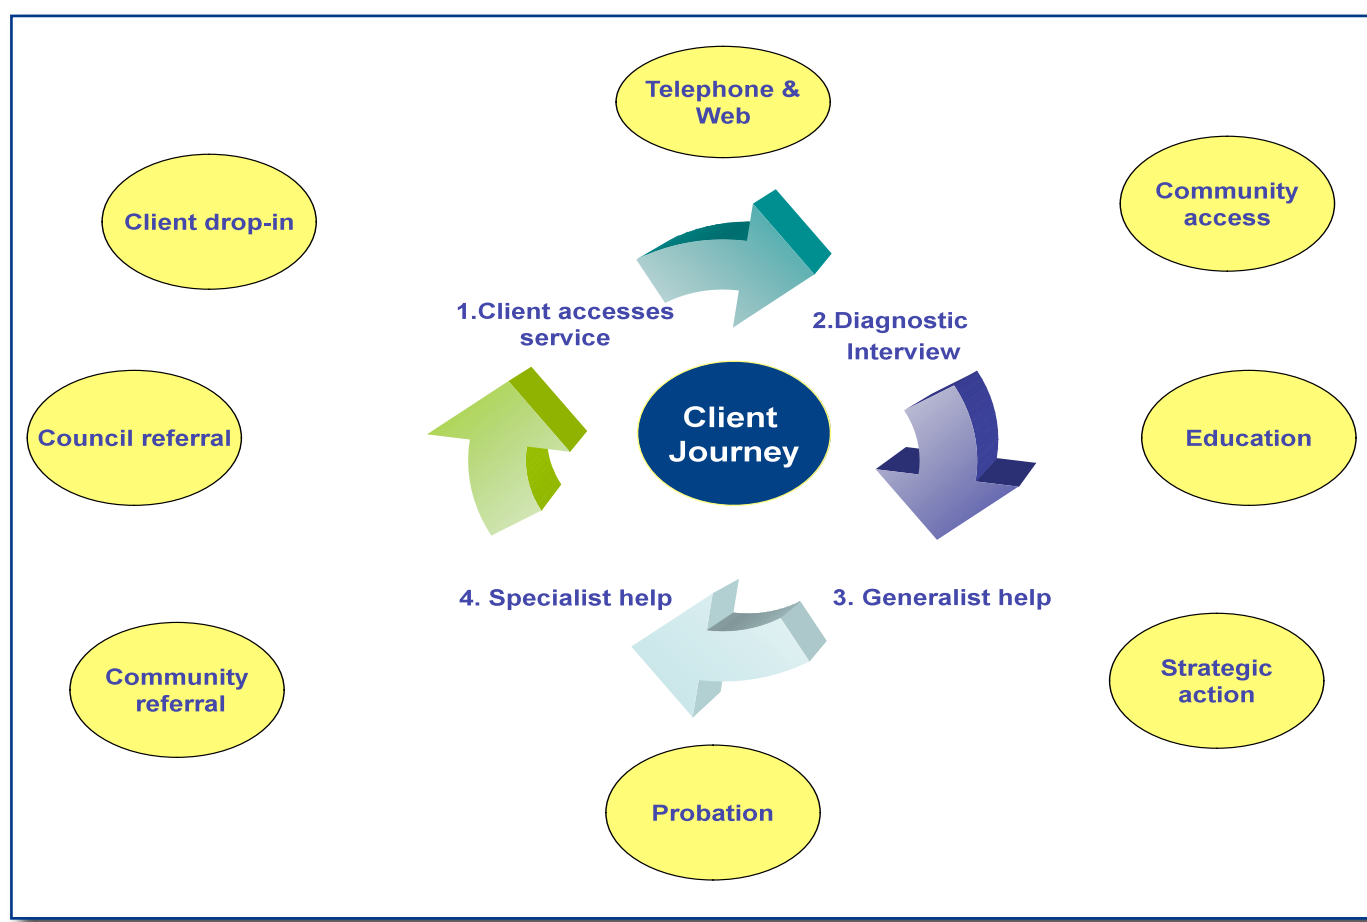 Telephone &
Web
Client drop-in
Community
access
1.Client accesses
service
2.Diagnostic
Interview
Council referral
Client
Journey
Education
4. Specialist help
3. Generalist help
Community
referral
Strategic
action
Probation